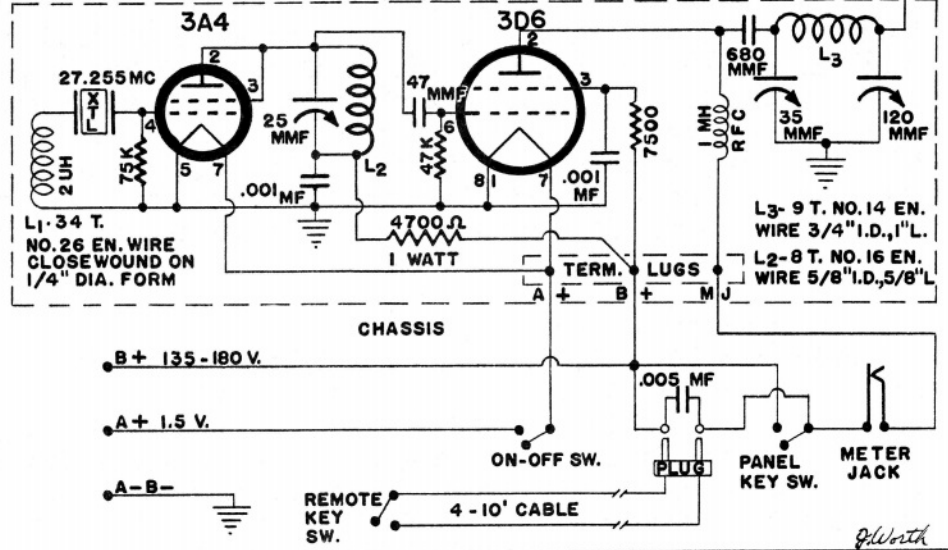 3A4
3D6
27.255MC
XTL
2
3
4
5
7
2 UH
75K
25
MMF
.001
MF
L2
47
MMF
2
3
6
8
1
7
47K
.001
MF
7500
1 MH
RFC
680
MMF
L3
35
MMF
120
MMF
L1-34 T.
NO.26 EN. WIRE
CLOSEWOUND ON
1/4" DIA. FORM
4700Ω
1 WATT
L3- 9 T. NO.14 EN.
WIRE 3/4"I.D.,1"L.
L2-8 T. NO.16 EN.
WIRE 5/8"I.D.,5/8"L
TERM. LUGS
A + B + M J
CHASSIS
B+ 135-180 V.
.005 MF
A+ 1.5 V.
ON-OFF SW.
PLUG
PANEL
KEY SW.
METER
JACK
A-B-
REMOTE
KEY
SW.
4-10' CABLE
J.Worth